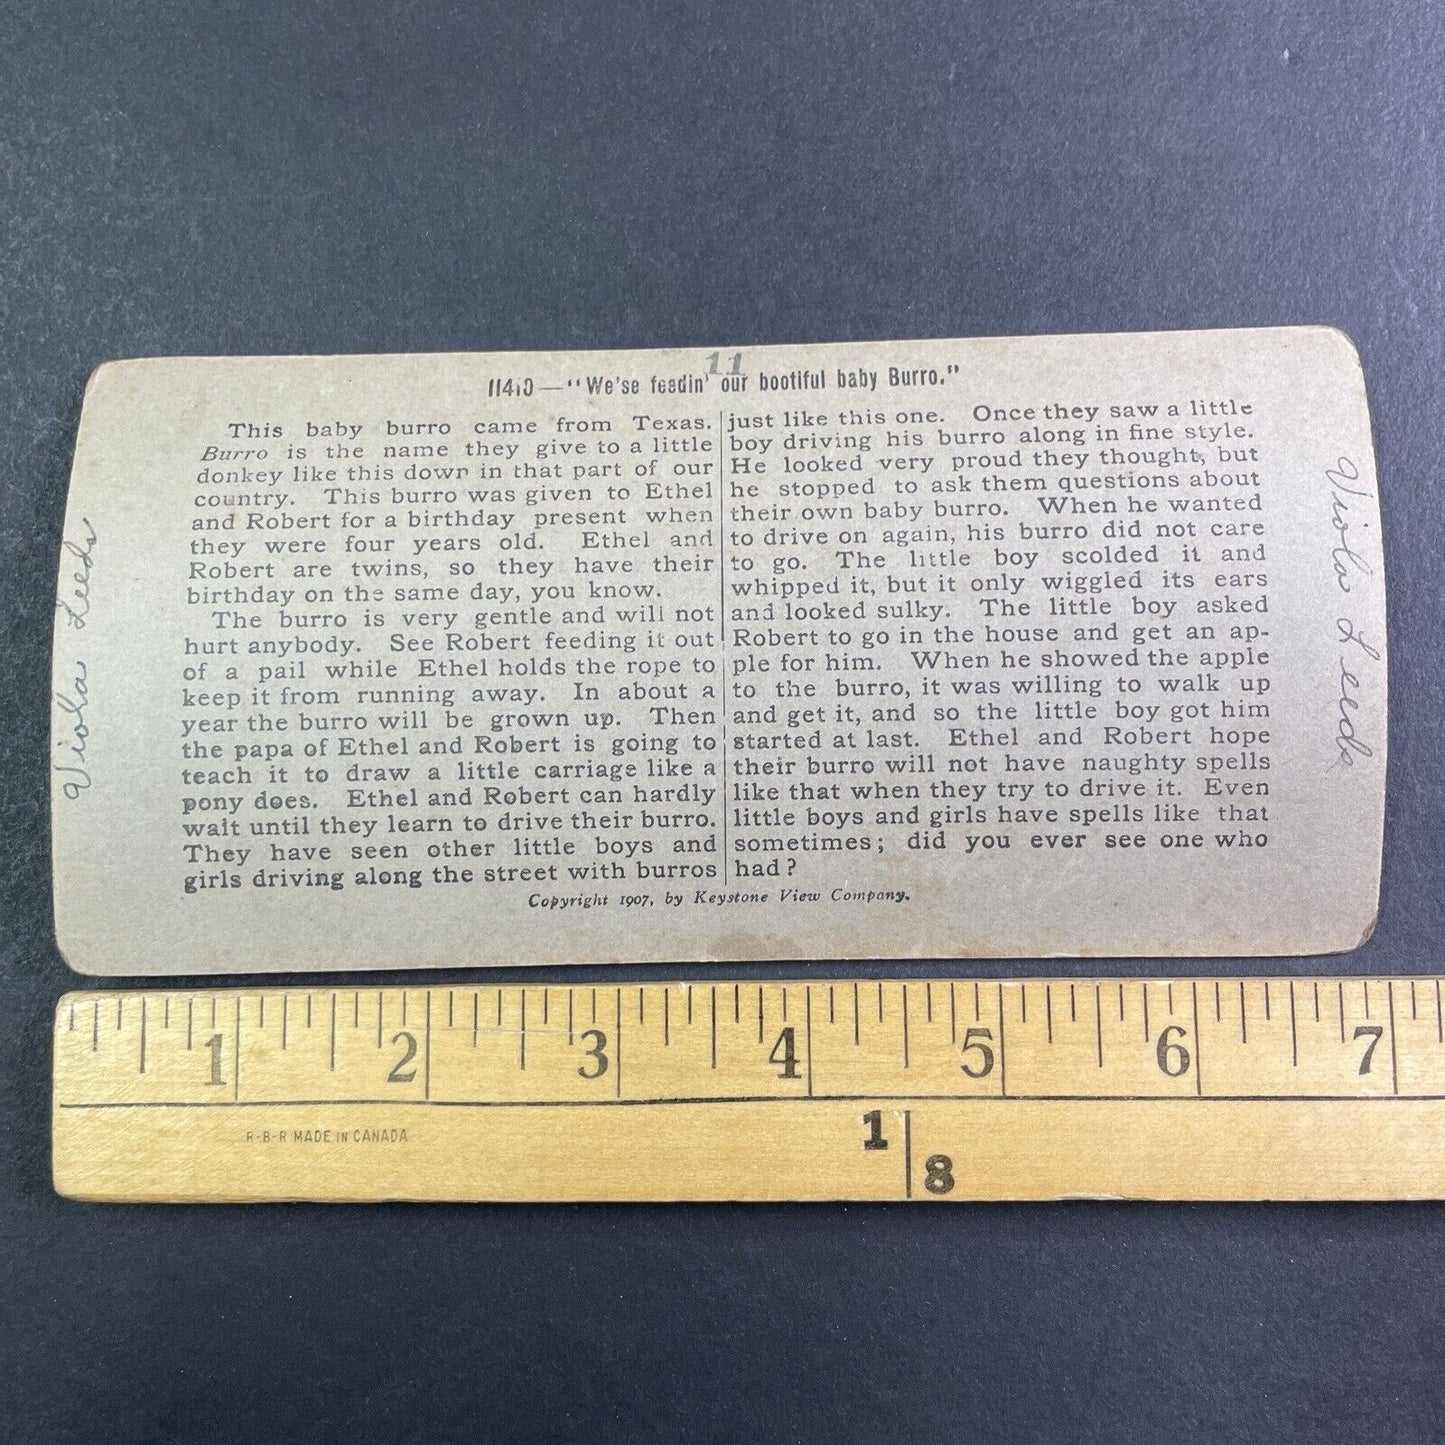 11
11410—"We'se feedin' our bootiful baby Burro."
This baby burro came from Texas.
Burro is the name they give to a little
donkey like this down in that part of our
country. This burro was given to Ethel
and Robert for a birthday present when
they were four years old. Ethel and
Robert are twins, so they have their
birthday on the same day, you know.
The burro is very gentle and will not
hurt anybody. See Robert feeding it out
of a pail while Ethel holds the rope to
keep it from running away. In about a
year the burro will be grown up. Then
the papa of Ethel and Robert is going to
teach it to draw a little carriage like a
pony does. Ethel and Robert can hardly
wait until they learn to drive their burro.
They have seen other little boys and
girls driving along the street with burros
just like this one. Once they saw a little
boy driving his burro along in fine style.
He looked very proud they thought, but
he stopped to ask them questions about
their own baby burro. When he wanted
to drive on again, his burro did not care
to go. The little boy scolded it and
whipped it, but it only wiggled its ears
and looked sulky. The little boy asked
Robert to go in the house and get an ap-
ple for him. When he showed the apple
to the burro, it was willing to walk up
and get it, and so the little boy got him
started at last. Ethel and Robert hope
their burro will not have naughty spells
like that when they try to drive it. Even
little boys and girls have spells like that
sometimes; did you ever see one who
had?
Copyright 1907, by Keystone View Company.
Viola Leeds
Viola Leeds
1 2 3 4 5 6 7
R-B-R MADE IN CANADA
1
8